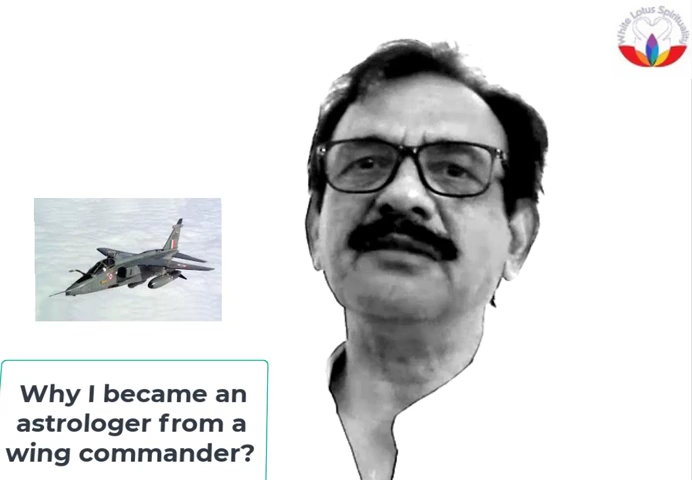 White Lotus Spirituality
Why I became an
astrologer from a
wing commander?